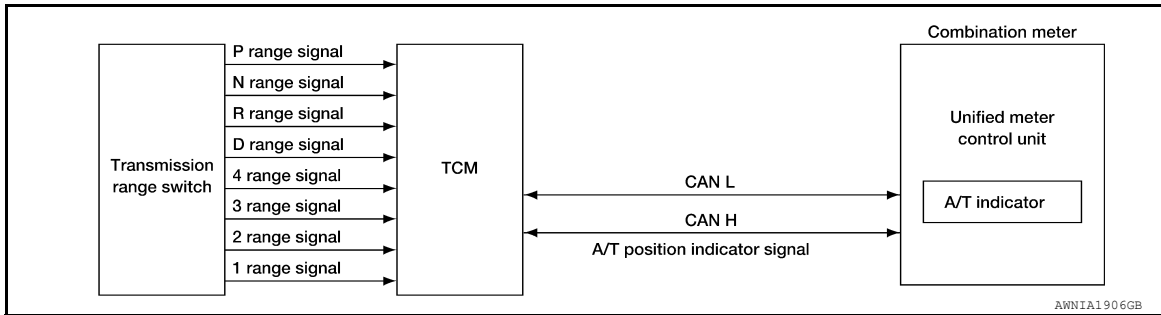 Combination meter
P range signal
N range signal
R range signal
D range signal
4 range signal
3 range signal
2 range signal
1 range signal
Transmission
range switch
TCM
CAN L
CAN H
A/T position indicator signal
Unified meter
control unit
A/T indicator
AWNIA1906GB